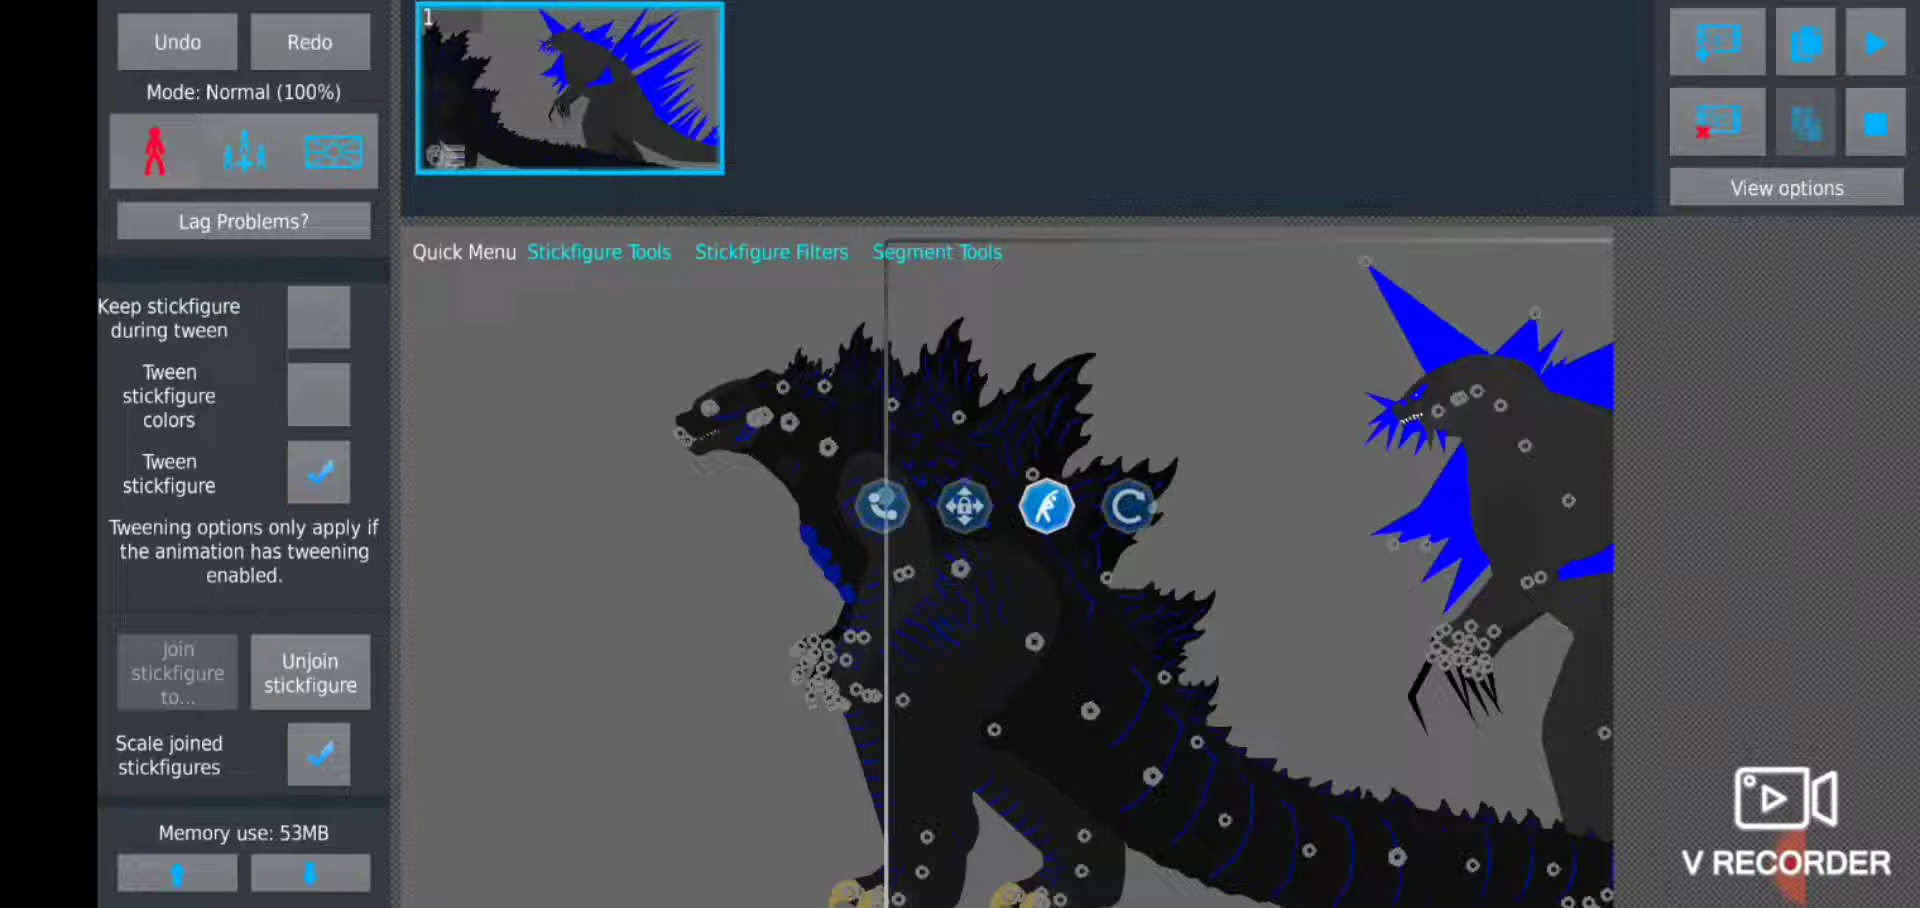 Undo
Redo
Mode: Normal (100%)
Lag Problems?
Keep stickfigure
during tween
Tween
stickfigure
colors
Tween
stickfigure
Tweening options only apply if
the animation has tweening
enabled.
Join
stickfigure
to...
Unjoin
stickfigure
Scale joined
stickfigures
Memory use: 53MB
1
View options
Quick Menu Stickfigure Tools Stickfigure Filters Segment Tools
V RECORDER